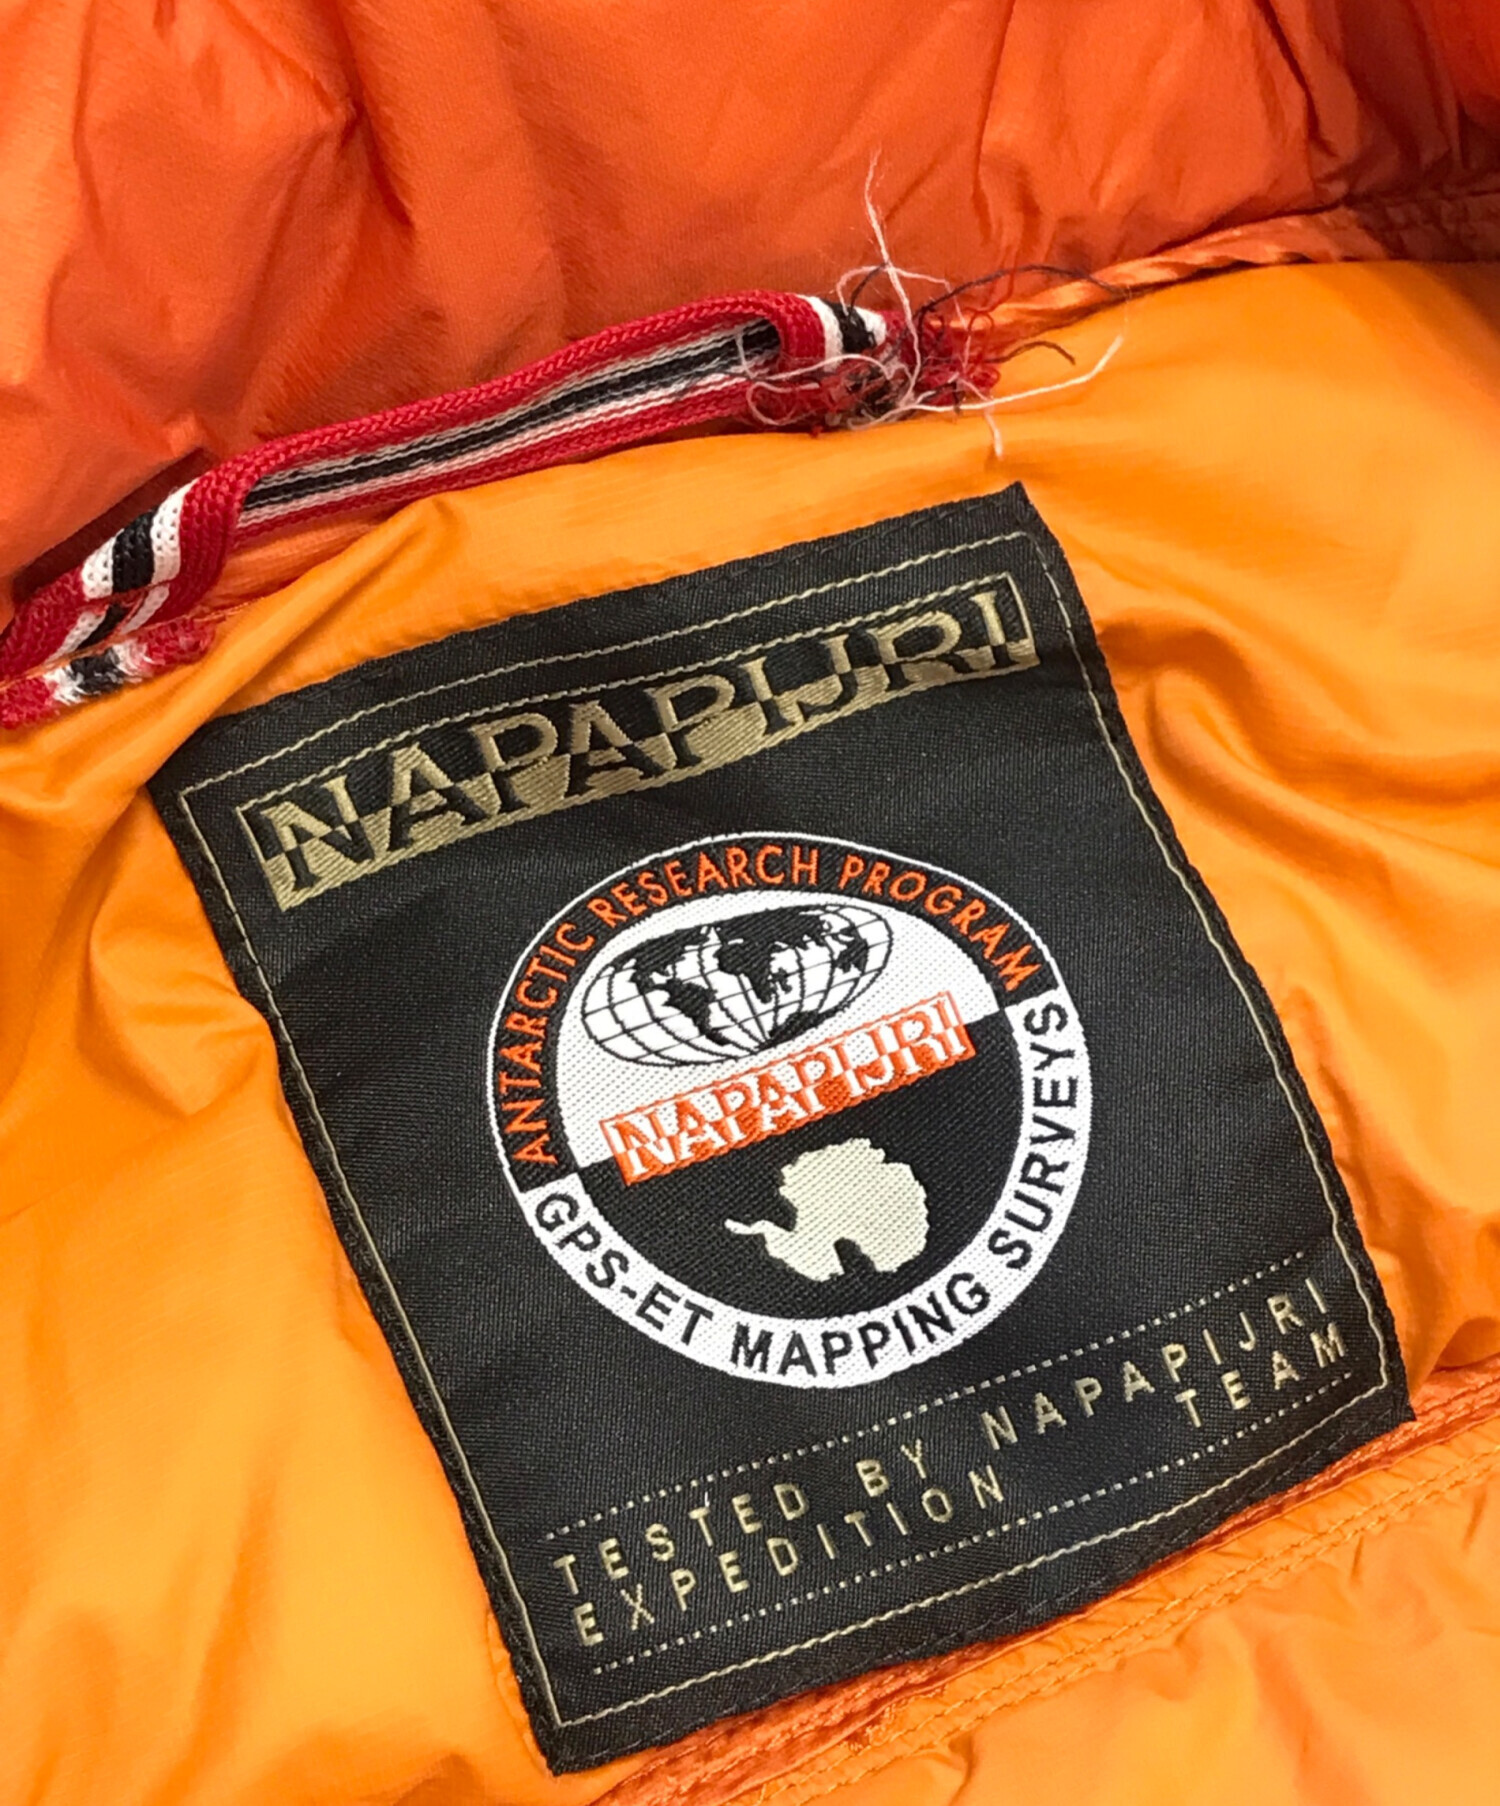 NAPAPIJRI
ANTARCTIC RESEARCH PROGRAM
NAPAPIJRI
GPS-ET MAPPING SURVEYS
TESTED BY NAPAPIJRI
EXPEDITION TEAM